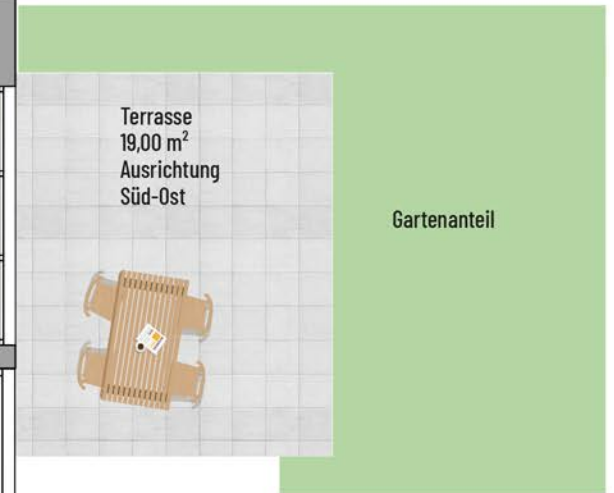 Terrasse
19,00 m²
Ausrichtung
Süd-Ost
Gartenanteil